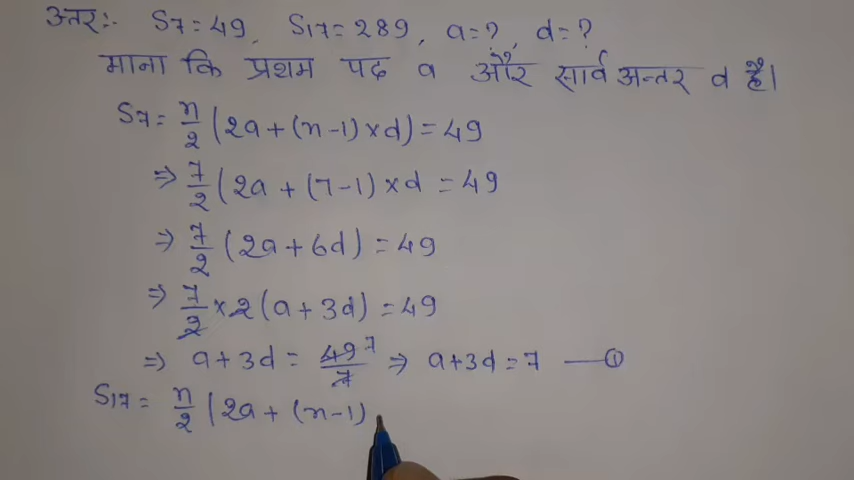 उत्तर:- S₇ = 49, S₁₇ = 289, a = ?, d = ?
माना कि प्रथम पद a और सार्व अन्तर d है।
S₇ = n/2 (2a + (n-1) × d) = 49
⇒ 7/2 (2a + (7-1) × d = 49
⇒ 7/2 (2a + 6d) = 49
⇒ 7/2 × 2 (a + 3d) = 49
⇒ a + 3d = 49/7 7 ⇒ a + 3d = 7 — ①
S₁₇ = n/2 (2a + (n-1)